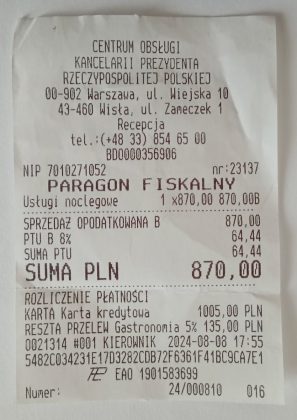 CENTRUM OBSŁUGI
KANCELARII PREZYDENTA
RZECZYPOSPOLITEJ POLSKIEJ
00-902 Warszawa, ul. Wiejska 10
43-460 Wisła, ul. Zameczek 1
Recepcja
tel.:(+48 33) 854 65 00
BDO000356906
NIP 7010271052 nr:23137
PARAGON FISKALNY
Usługi noclegowe 1 x870,00 870,00B
SPRZEDAŻ OPODATKOWANA B 870,00
PTU B 8% 64,44
SUMA PTU 64,44
SUMA PLN 870,00
ROZLICZENIE PŁATNOŚCI
KARTA Karta kredytowa 1005,00 PLN
RESZTA PRZELEW Gastronomia 5% 135,00 PLN
0021314 #001 KIEROWNIK 2024-08-08 17:55
5482C034231E17D3282CDB72F6361F41BC9CA7E1
EAO 1901583699
Numer: 24/000810 016